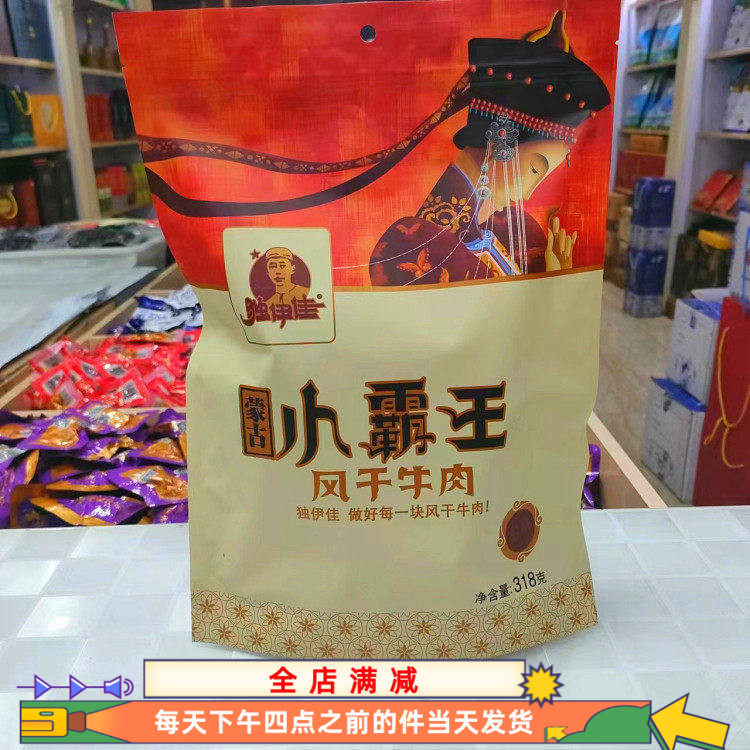 独伊佳
蒙古
小霸王
风干牛肉
独伊佳 做好每一块风干牛肉!
净含量:318克
全店满减
每天下午四点之前的件当天发货